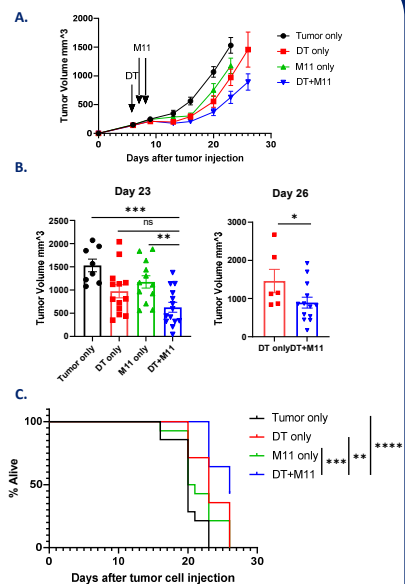 A.
Tumor Volume mm^3
2000
1500
1000
500
0
0
10
20
30
Days after tumor injection
M11
DT
Tumor only
DT only
M11 only
DT+M11
B.
Day 23
Tumor Volume mm^3
2500
2000
1500
1000
500
0
***
ns
**
Tumor only
DT only
M11 only
DT+M11
Day 26
Tumor Volume mm^3
3000
2000
1000
0
*
DT only
DT+M11
C.
% Alive
100
50
0
0
10
20
30
Days after tumor cell injection
Tumor only
DT only
M11 only
DT+M11
***
**
****